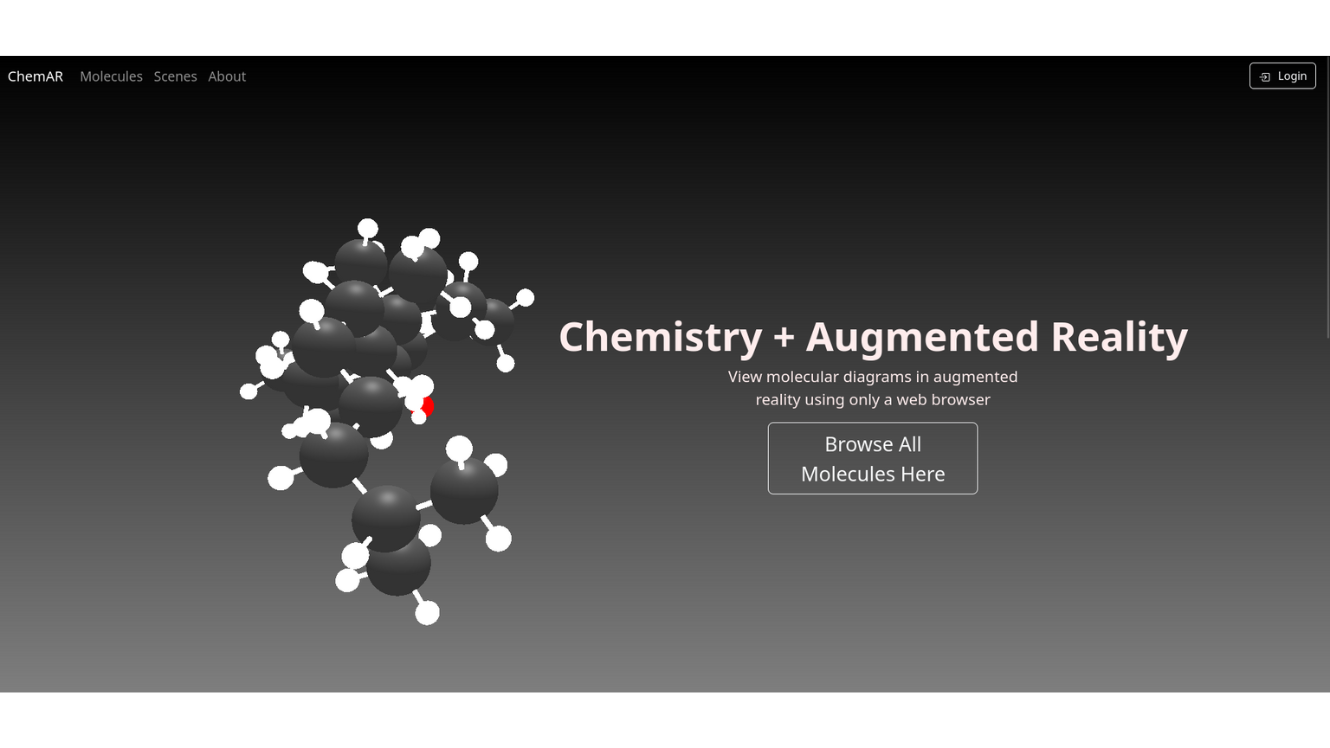 ChemAR Molecules Scenes About Login
Chemistry + Augmented Reality
View molecular diagrams in augmented
reality using only a web browser
Browse All
Molecules Here